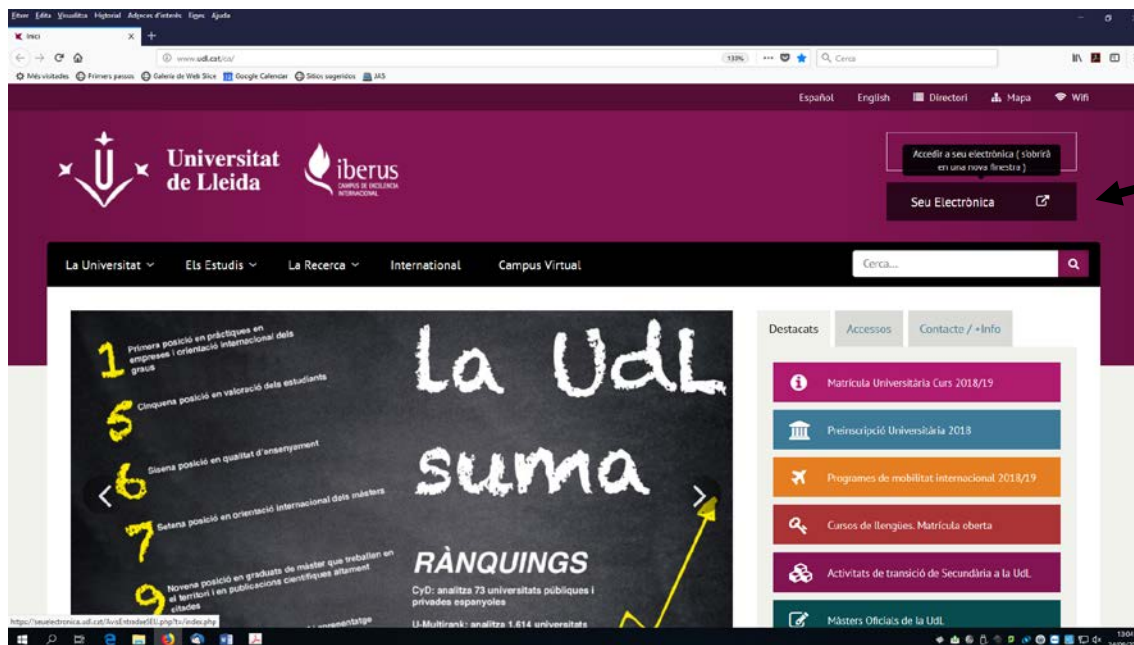 Fitxer Edita Visualitza Historial Adreces d'interès Eines Ajuda
Inici
www.udl.cat/ca/
130%
Cerca
Més visitades Primers passos Galería de Web Slice Google Calendar Sitios sugeridos JAS
Español English Directori Mapa Wifi
Universitat
de Lleida
iberus
CAMPUS DE EXCELENCIA
INTERNACIONAL
Accedir a seu electrònica ( s'obrirà
en una nova finestra )
Seu Electrònica
La Universitat Els Estudis La Recerca International Campus Virtual
Cerca...
1 Primera posició en pràctiques en
empreses i orientació internacional dels
graus
5 Cinquena posició en valoració dels estudiants
6 Sisena posició en qualitat d'ensenyament
7 Setena posició en orientació internacional dels màsters
9 Novena posició en graduats de màster que treballen en
el territori i en publicacions científiques altament
citades
la UdL
suma
RÀNQUINGS
CyD: analitza 73 universitats públiques i
privades espanyoles
U-Multirank: analitza 1.614 universitats
Destacats Accessos Contacte / +Info
Matrícula Universitària Curs 2018/19
Preinscripció Universitària 2018
Programes de mobilitat internacional 2018/19
Cursos de llengües. Matrícula oberta
Activitats de transició de Secundària a la UdL
Màsters Oficials de la UdL
https://seuelectronica.udl.cat/AvisEntradaeSEU.php?tx/index.php